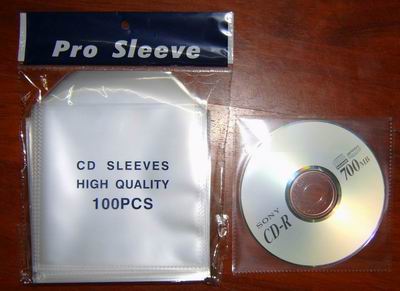 Pro Sleeve
CD SLEEVES
HIGH QUALITY
100PCS
SONY
CD-R
700MB